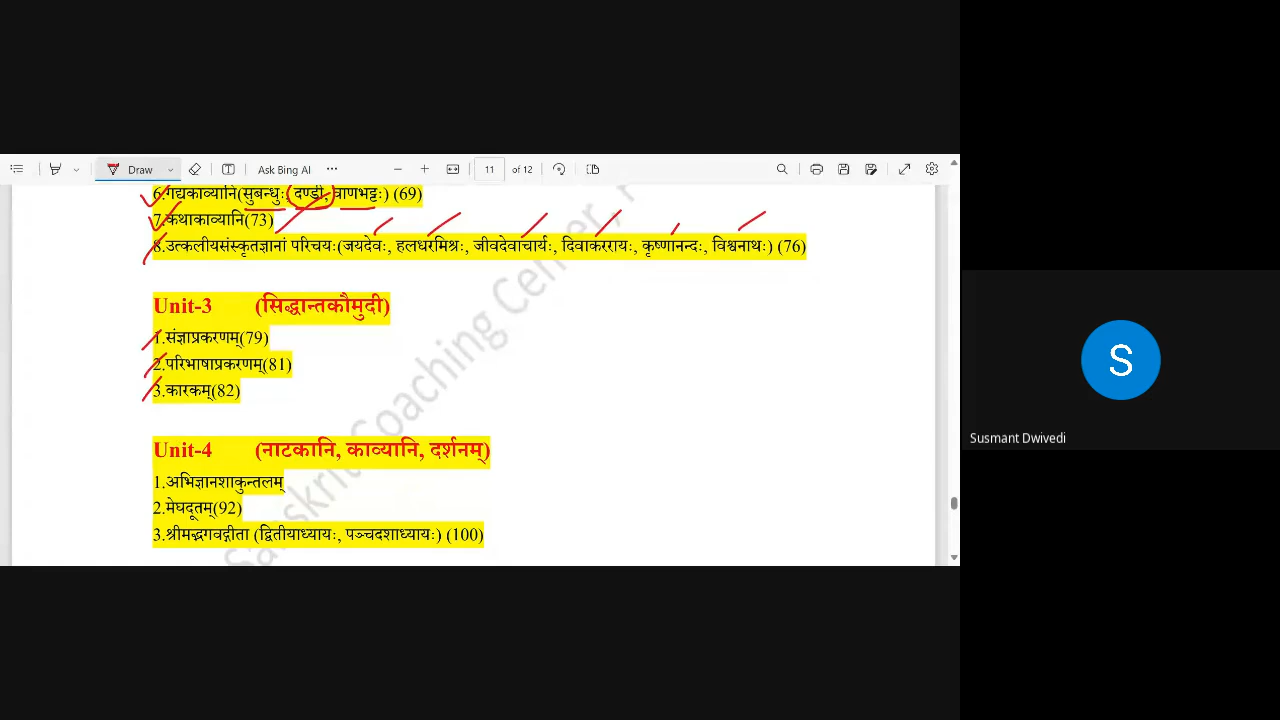 Draw
Ask Bing AI
11 of 12
6.गद्यकाव्यानि(सुबन्धुः, दण्डी, वाणभट्टः) (69)
7.कथाकाव्यानि(73)
8.उत्कलीयसंस्कृतज्ञानां परिचयः(जयदेवः, हलधरमिश्रः, जीवदेवाचार्यः, दिवाकररायः, कृष्णानन्दः, विश्वनाथः) (76)
Unit-3 (सिद्धान्तकौमुदी)
1.संज्ञाप्रकरणम्(79)
2.परिभाषाप्रकरणम्(81)
3.कारकम्(82)
Unit-4 (नाटकानि, काव्यानि, दर्शनम्)
1.अभिज्ञानशाकुन्तलम्
2.मेघदूतम्(92)
3.श्रीमद्भगवद्गीता (द्वितीयाध्यायः, पञ्चदशाध्यायः) (100)
Sanskrit Coaching Center,
S
Susmant Dwivedi